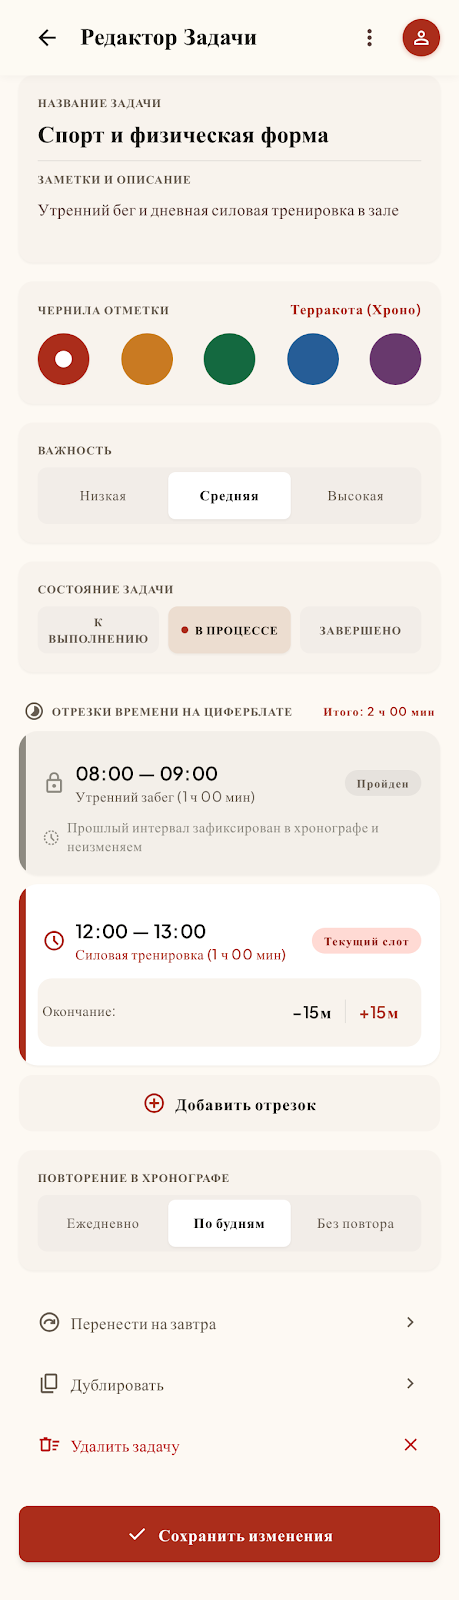 Редактор Задачи
НАЗВАНИЕ ЗАДАЧИ
Спорт и физическая форма
ЗАМЕТКИ И ОПИСАНИЕ
Утренний бег и дневная силовая тренировка в зале
ЧЕРНИЛА ОТМЕТКИ
Терракота (Хроно)
ВАЖНОСТЬ
Низкая
Средняя
Высокая
СОСТОЯНИЕ ЗАДАЧИ
К
ВЫПОЛНЕНИЮ
В ПРОЦЕССЕ
ЗАВЕРШЕНО
ОТРЕЗКИ ВРЕМЕНИ НА ЦИФЕРБЛАТЕ
Итого: 2 ч 00 мин
08:00 — 09:00
Утренний забег (1 ч 00 мин)
Пройден
Прошлый интервал зафиксирован в хронографе и
неизменяем
12:00 — 13:00
Силовая тренировка (1 ч 00 мин)
Текущий слот
Окончание:
−15м
+15м
Добавить отрезок
ПОВТОРЕНИЕ В ХРОНОГРАФЕ
Ежедневно
По будням
Без повтора
Перенести на завтра
Дублировать
Удалить задачу
Сохранить изменения